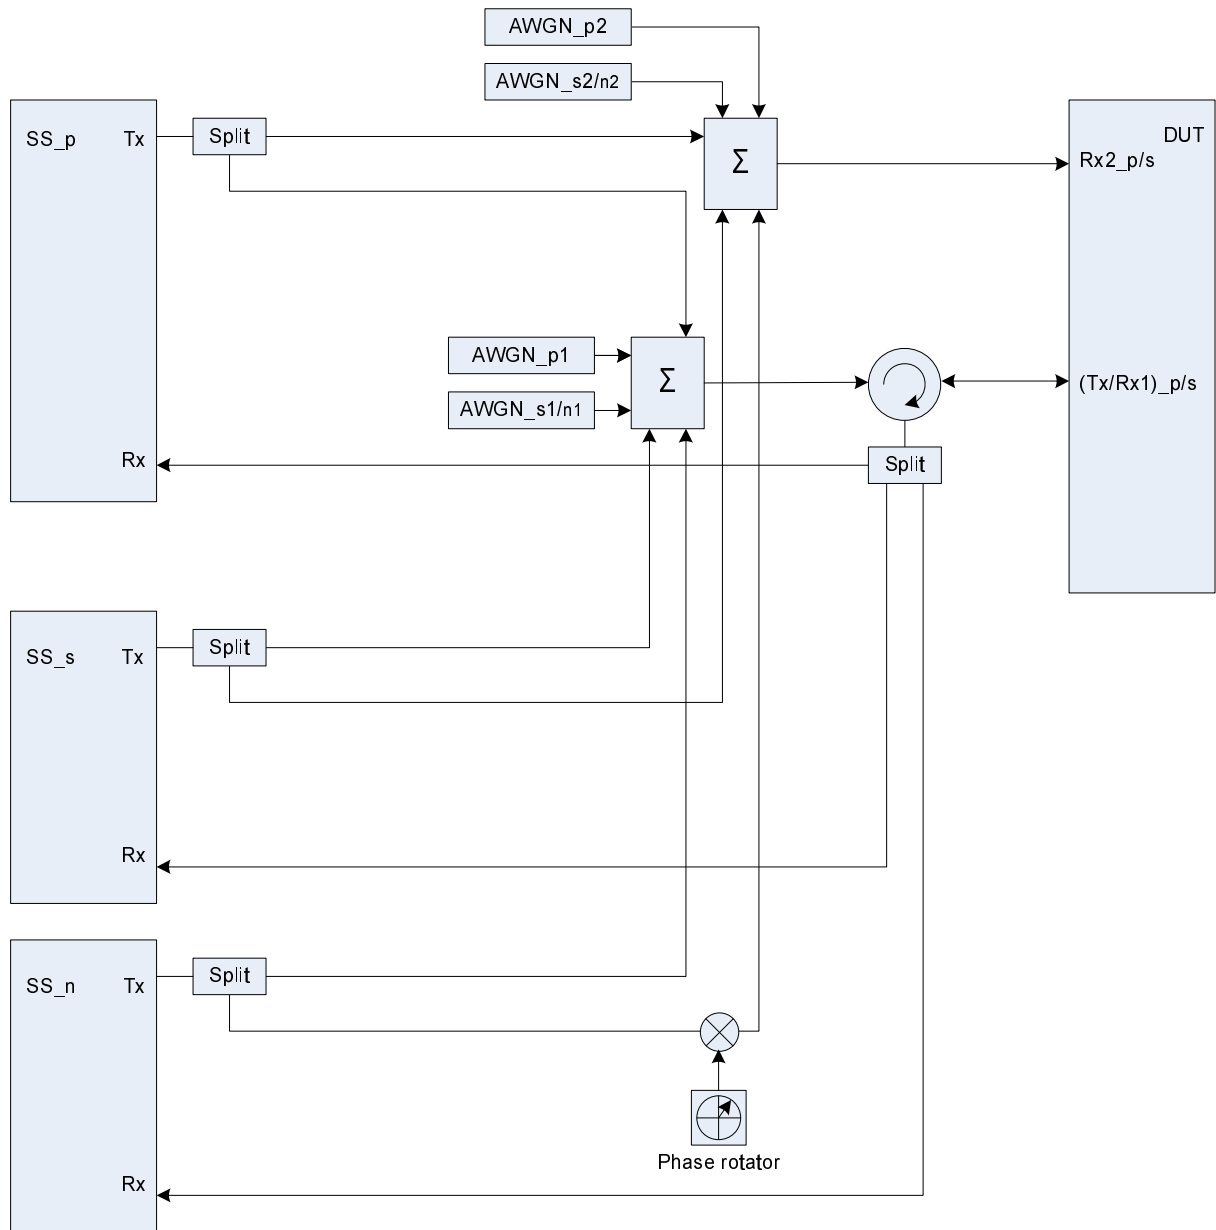 AWGN_p2
AWGN_s2/n2
SS_p
Tx
Split
Σ
DUT
Rx2_p/s
AWGN_p1
Σ
(Tx/Rx1)_p/s
AWGN_s1/n1
Rx
Split
SS_s
Tx
Split
Rx
SS_n
Tx
Split
Phase rotator
Rx